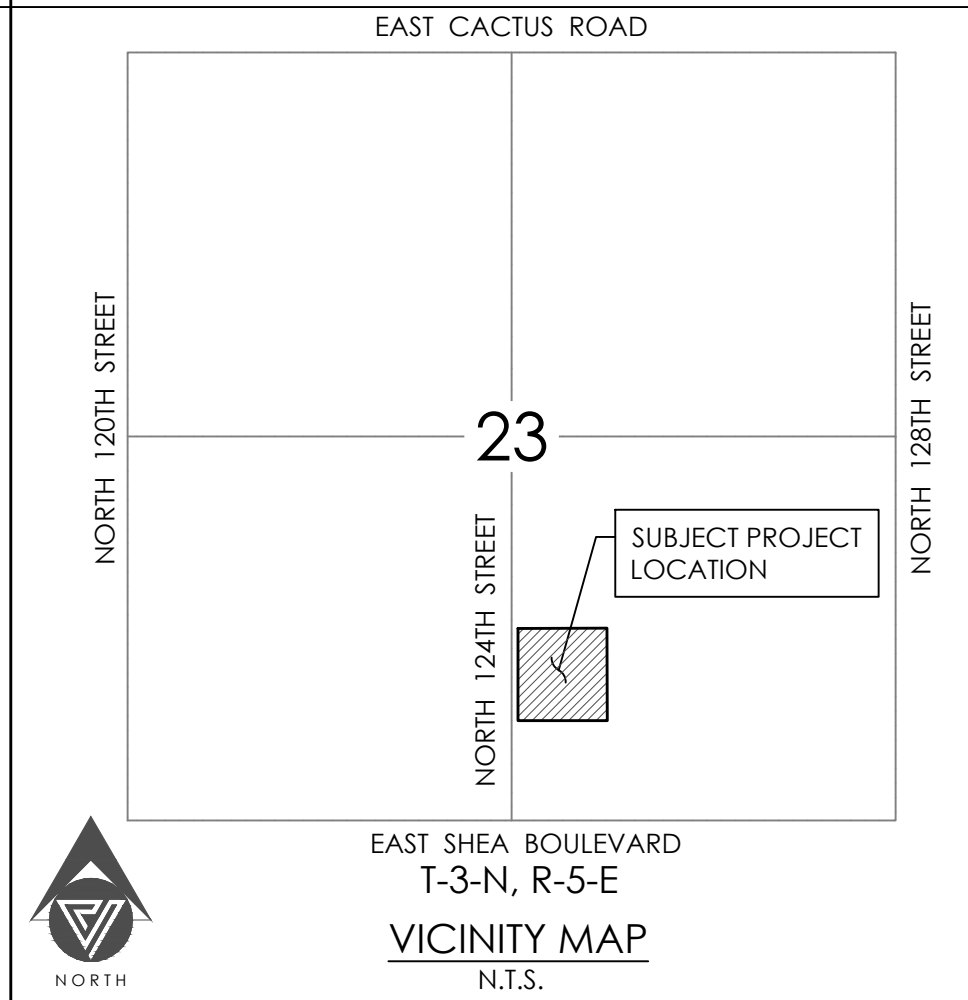 EAST CACTUS ROAD
NORTH 120TH STREET
NORTH 128TH STREET
23
NORTH 124TH STREET
SUBJECT PROJECT
LOCATION
EAST SHEA BOULEVARD
T-3-N, R-5-E
VICINITY MAP
N.T.S.
NORTH